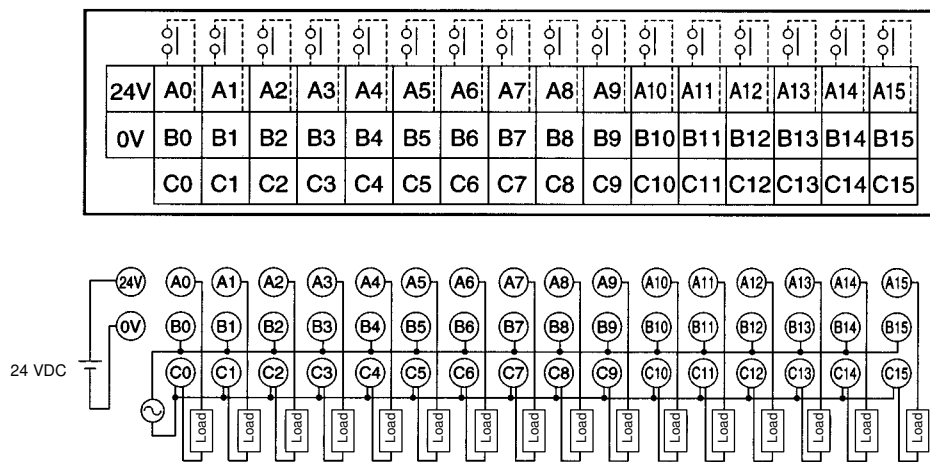 24V A0 A1 A2 A3 A4 A5 A6 A7 A8 A9 A10 A11 A12 A13 A14 A15
0V B0 B1 B2 B3 B4 B5 B6 B7 B8 B9 B10 B11 B12 B13 B14 B15
C0 C1 C2 C3 C4 C5 C6 C7 C8 C9 C10 C11 C12 C13 C14 C15
24V A0 A1 A2 A3 A4 A5 A6 A7 A8 A9 A10 A11 A12 A13 A14 A15
0V B0 B1 B2 B3 B4 B5 B6 B7 B8 B9 B10 B11 B12 B13 B14 B15
24 VDC C0 C1 C2 C3 C4 C5 C6 C7 C8 C9 C10 C11 C12 C13 C14 C15
Load Load Load Load Load Load Load Load Load Load Load Load Load Load Load Load